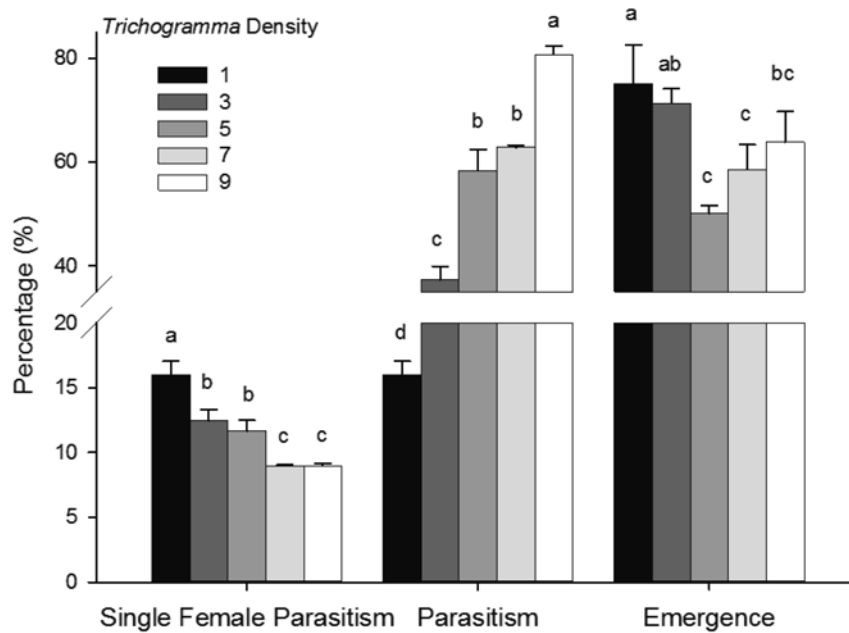 Trichogramma Density
1
3
5
7
9
Percentage (%)
80
60
40
20
15
10
5
0
a
b
b
c
c
d
c
b
b
a
a
ab
c
c
bc
Single Female Parasitism
Parasitism
Emergence